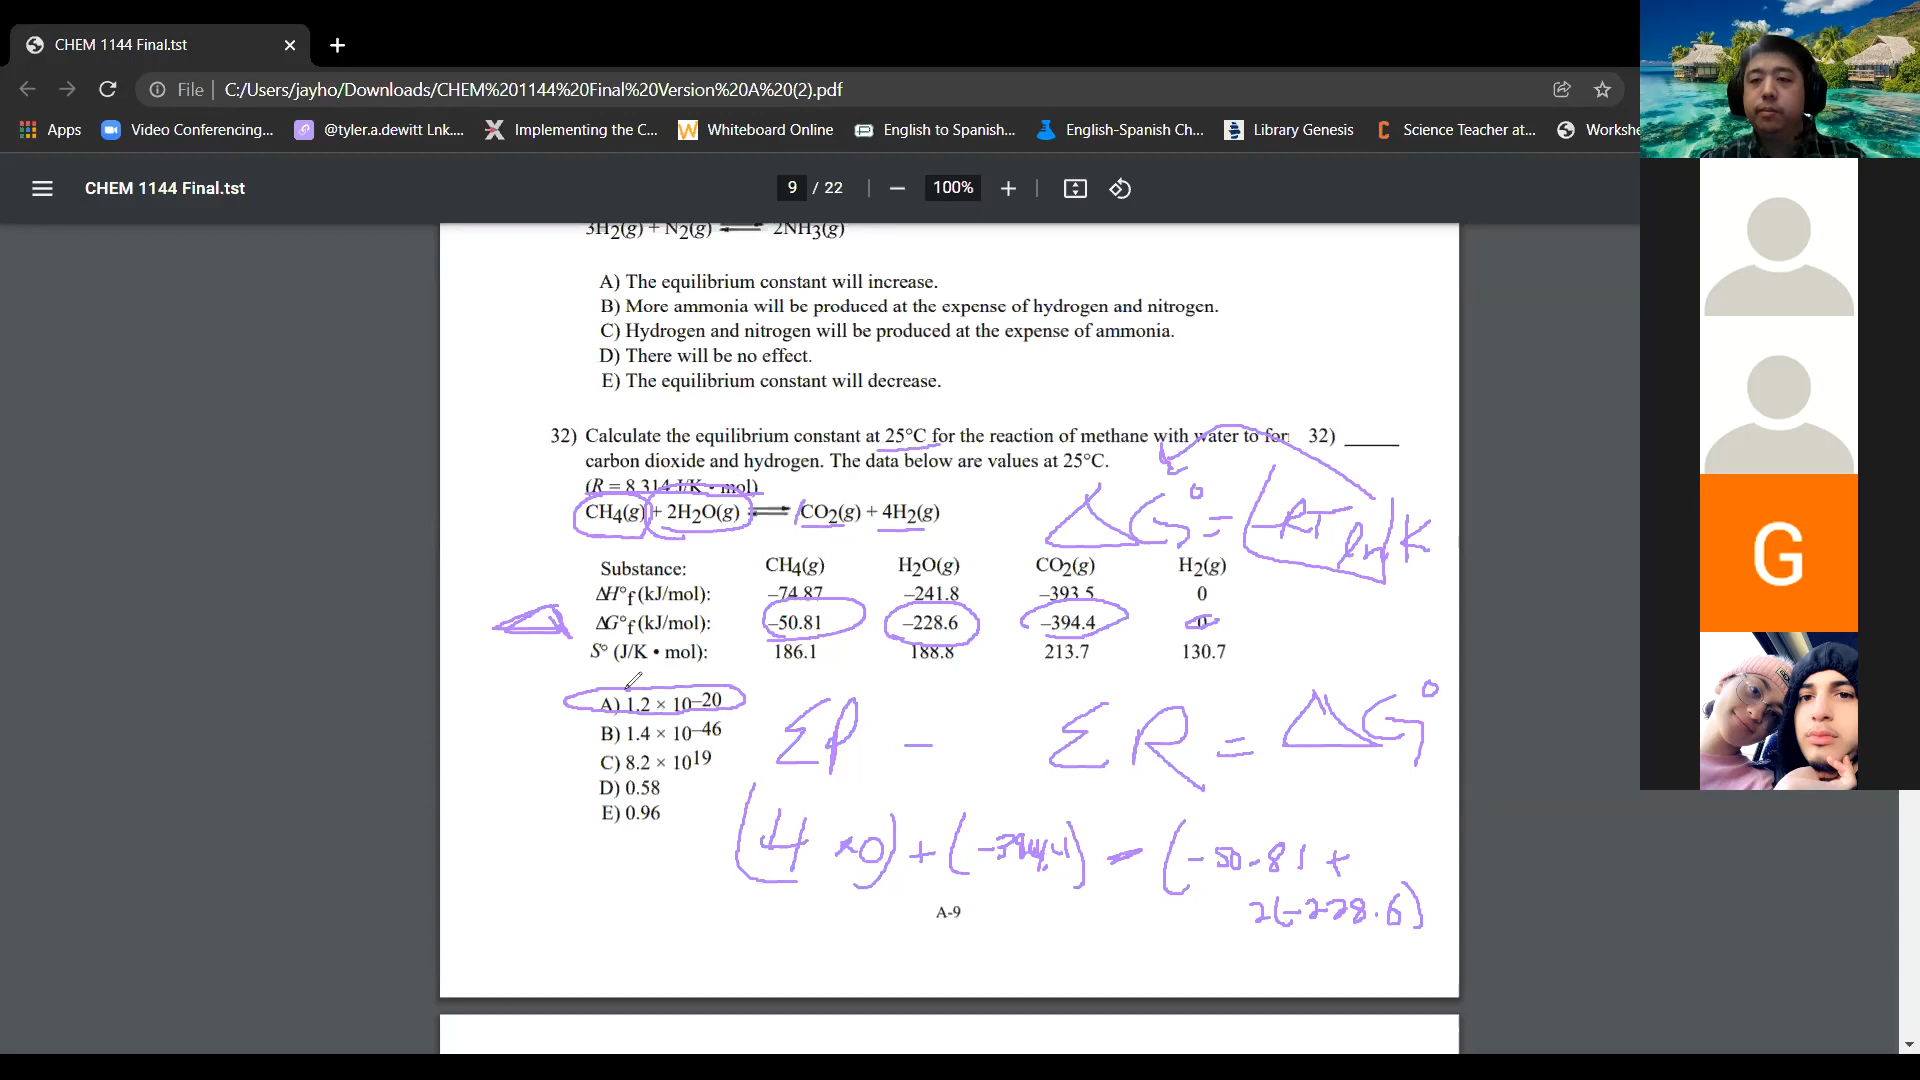 CHEM 1144 Final.tst
File C:/Users/jayho/Downloads/CHEM%201144%20Final%20Version%20A%20(2).pdf
Apps Video Conferencing... @tyler.a.dewitt Lnk.... Implementing the C... Whiteboard Online English to Spanish... English-Spanish Ch... Library Genesis Science Teacher at... Workshe
CHEM 1144 Final.tst 9 / 22 100%
3H2(g) + N2(g) ⇌ 2NH3(g)
A) The equilibrium constant will increase.
B) More ammonia will be produced at the expense of hydrogen and nitrogen.
C) Hydrogen and nitrogen will be produced at the expense of ammonia.
D) There will be no effect.
E) The equilibrium constant will decrease.
32) Calculate the equilibrium constant at 25°C for the reaction of methane with water to for 32) ______
carbon dioxide and hydrogen. The data below are values at 25°C.
(R = 8.314 J/K • mol)
CH4(g) + 2H2O(g) ⇌ CO2(g) + 4H2(g)
ΔG° = -RT ln K
Substance: CH4(g) H2O(g) CO2(g) H2(g)
ΔH°f (kJ/mol): –74.87 –241.8 –393.5 0
ΔG°f (kJ/mol): –50.81 –228.6 –394.4 0
S° (J/K • mol): 186.1 188.8 213.7 130.7
A) 1.2 × 10–20
B) 1.4 × 10–46
C) 8.2 × 1019
D) 0.58
E) 0.96
ΣP - ΣR = ΔG°
(4 × 0) + (-394.4) - (-50.81 +
2(-228.6)
A-9
G